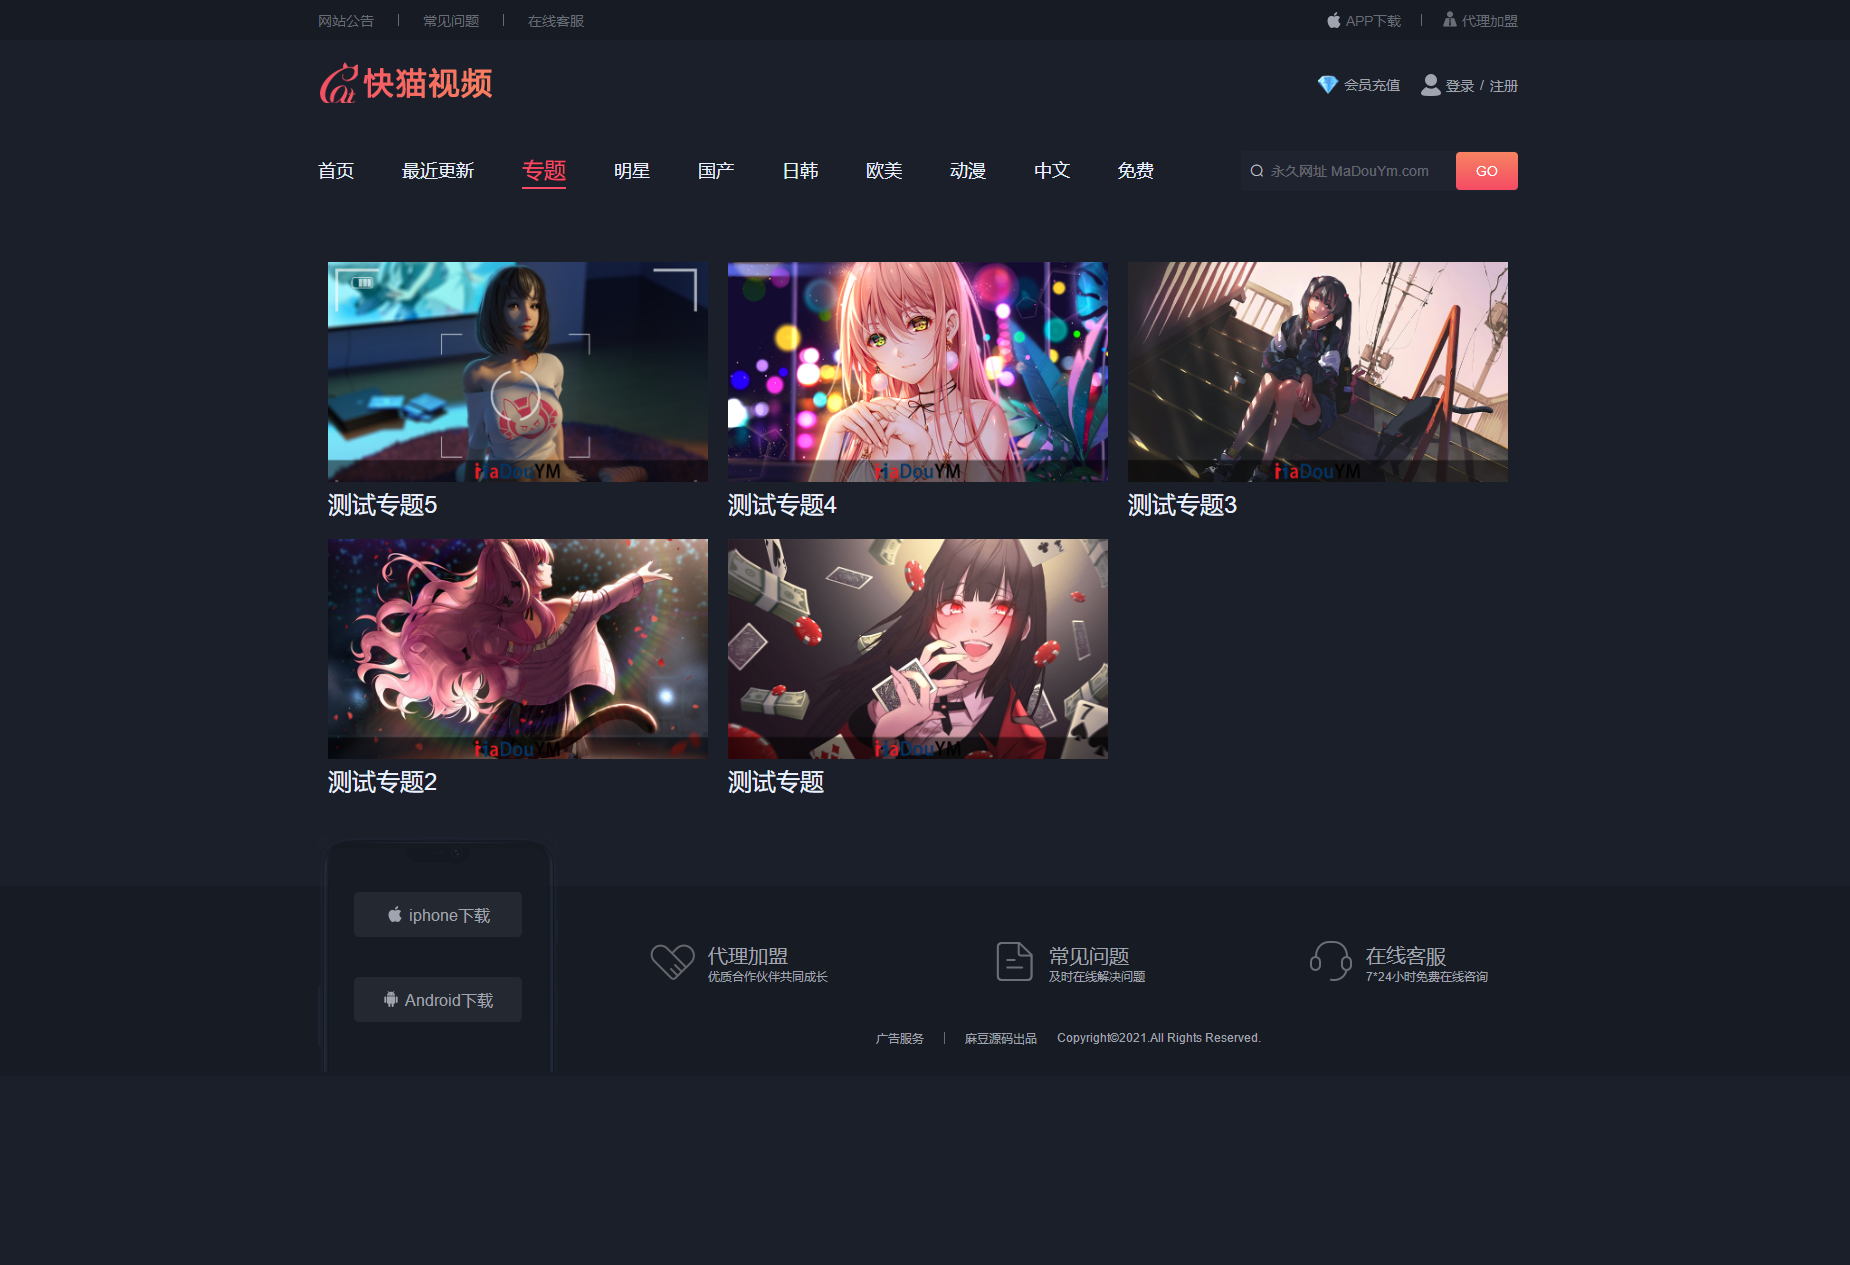 网站公告
常见问题
在线客服
APP下载
代理加盟
Cat 快猫视频
会员充值
登录 / 注册
首页
最近更新
专题
明星
国产
日韩
欧美
动漫
中文
免费
永久网址 MaDouYm.com
GO
MaDouYM
MaDouYM
MaDouYM
测试专题5
测试专题4
测试专题3
MaDouYM
MaDouYM
测试专题2
测试专题
iphone下载
Android下载
代理加盟
优质合作伙伴共同成长
常见问题
及时在线解决问题
在线客服
7*24小时免费在线咨询
广告服务
麻豆源码出品
Copyright©2021.All Rights Reserved.